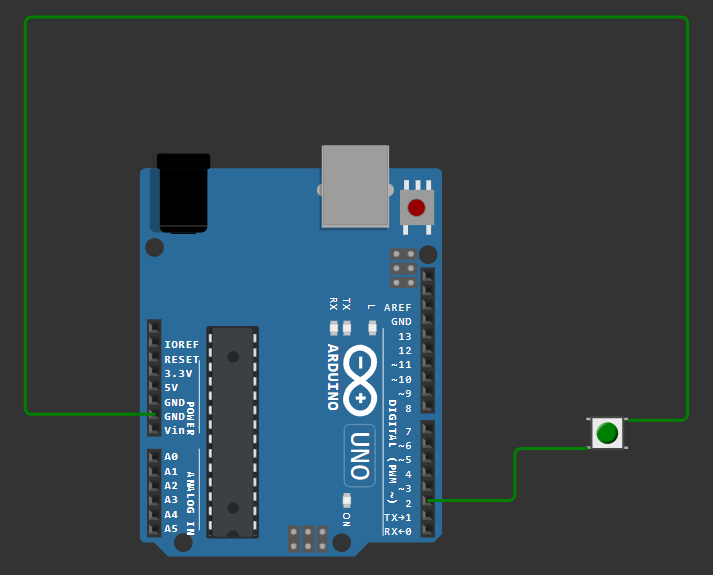 RX
TX
L
AREF
GND
13
12
~11
~10
~9
8
7
~6
~5
4
~3
2
TX→1
RX←0
DIGITAL (PWM ~)
ARDUINO
UNO
ON
IOREF
RESET
3.3V
5V
GND
GND
Vin
POWER
A0
A1
A2
A3
A4
A5
ANALOG IN